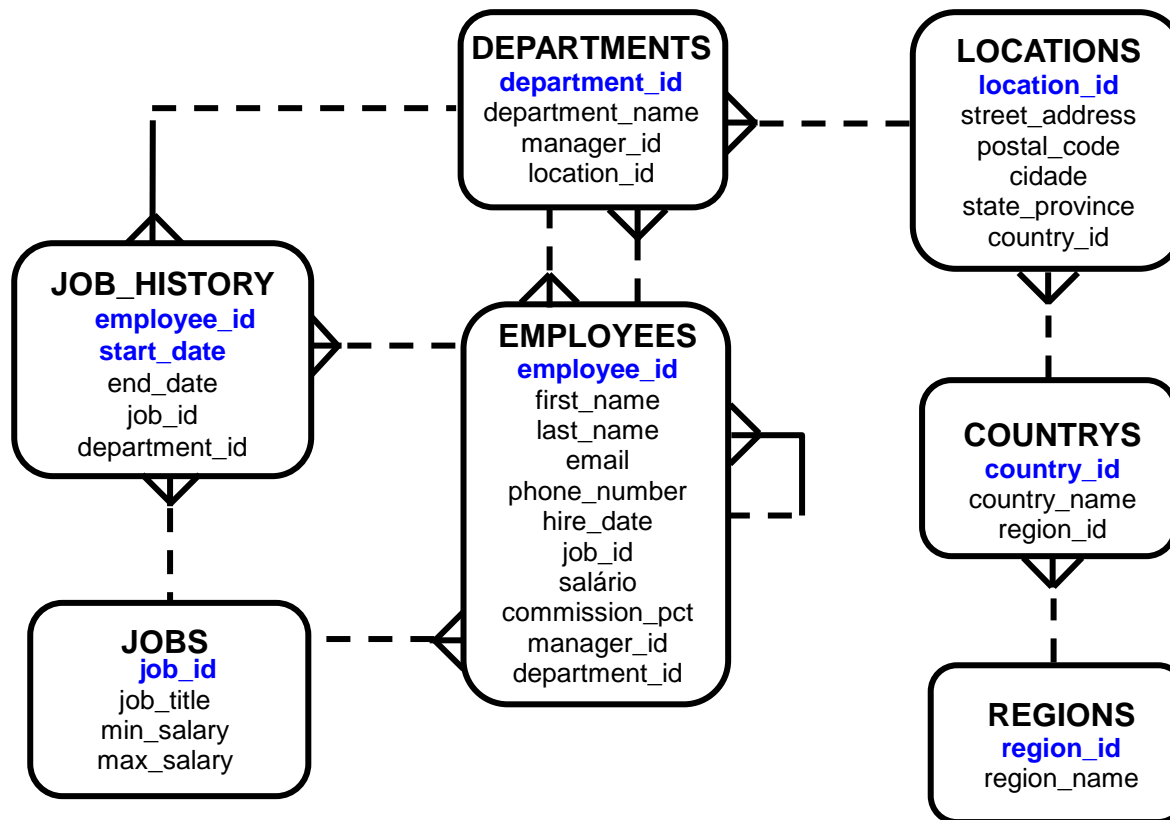 DEPARTMENTS
department_id
department_name
manager_id
location_id
LOCATIONS
location_id
street_address
postal_code
cidade
state_province
country_id
JOB_HISTORY
employee_id
start_date
end_date
job_id
department_id
EMPLOYEES
employee_id
first_name
last_name
email
phone_number
hire_date
job_id
salário
commission_pct
manager_id
department_id
COUNTRYS
country_id
country_name
region_id
JOBS
job_id
job_title
min_salary
max_salary
REGIONS
region_id
region_name